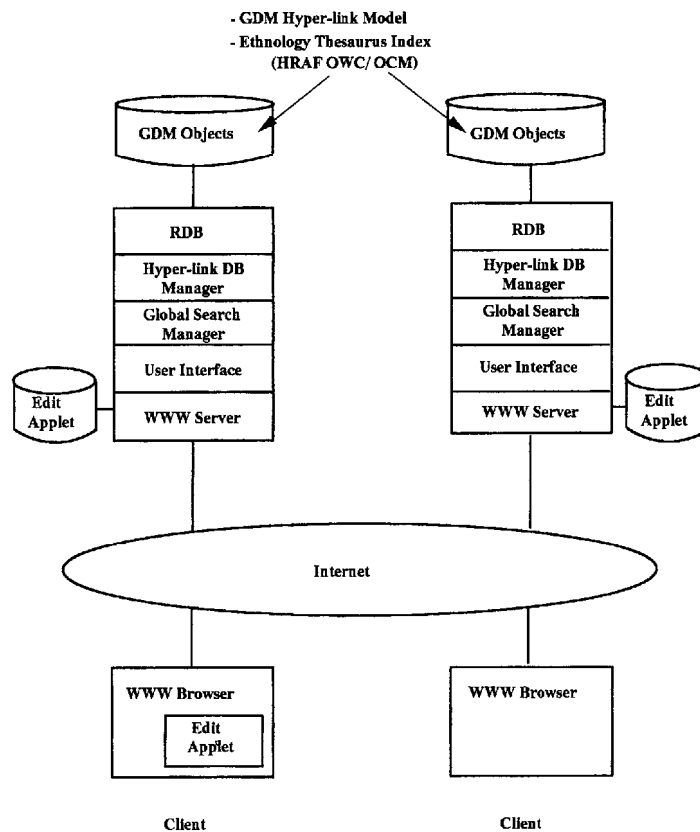 - GDM Hyper-link Model
- Ethnology Thesaurus Index
(HRAF OWC/ OCM)
GDM Objects
GDM Objects
RDB
Hyper-link DB
Manager
Global Search
Manager
User Interface
WWW Server
Edit
Applet
RDB
Hyper-link DB
Manager
Global Search
Manager
User Interface
WWW Server
Edit
Applet
Internet
WWW Browser
Edit
Applet
WWW Browser
Client
Client